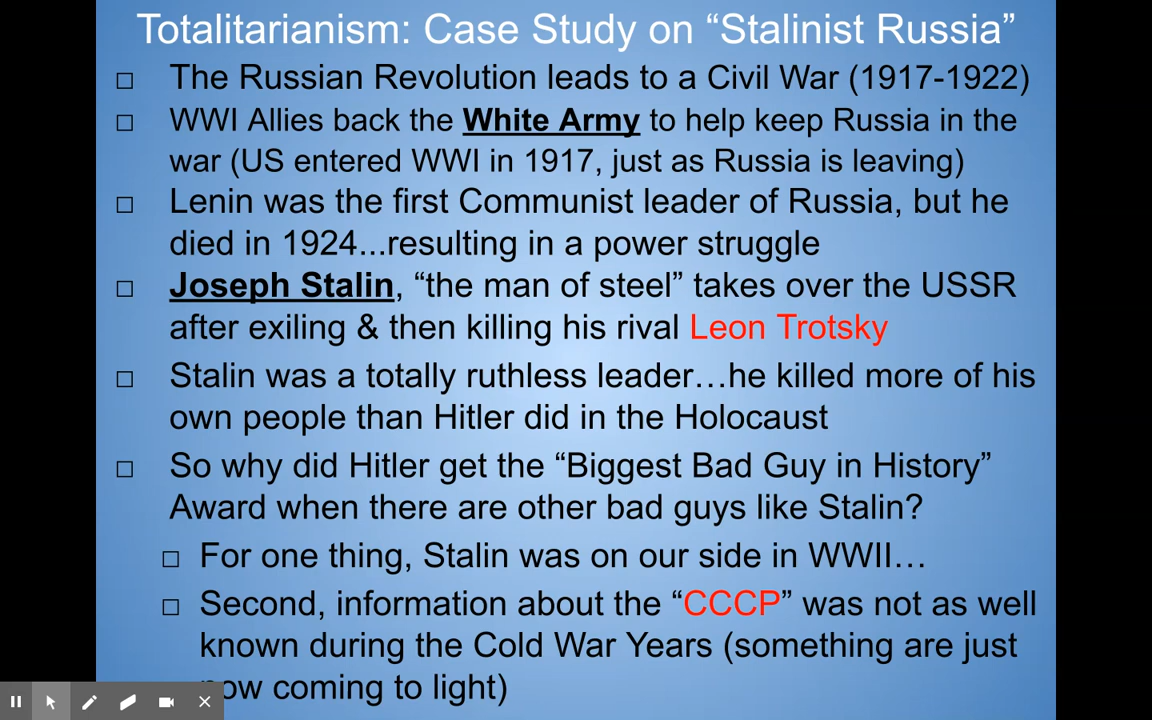 Totalitarianism: Case Study on “Stalinist Russia”
The Russian Revolution leads to a Civil War (1917-1922)
WWI Allies back the White Army to help keep Russia in the
war (US entered WWI in 1917, just as Russia is leaving)
Lenin was the first Communist leader of Russia, but he
died in 1924...resulting in a power struggle
Joseph Stalin, “the man of steel” takes over the USSR
after exiling & then killing his rival Leon Trotsky
Stalin was a totally ruthless leader…he killed more of his
own people than Hitler did in the Holocaust
So why did Hitler get the “Biggest Bad Guy in History”
Award when there are other bad guys like Stalin?
For one thing, Stalin was on our side in WWII…
Second, information about the “CCCP” was not as well
known during the Cold War Years (something are just
now coming to light)